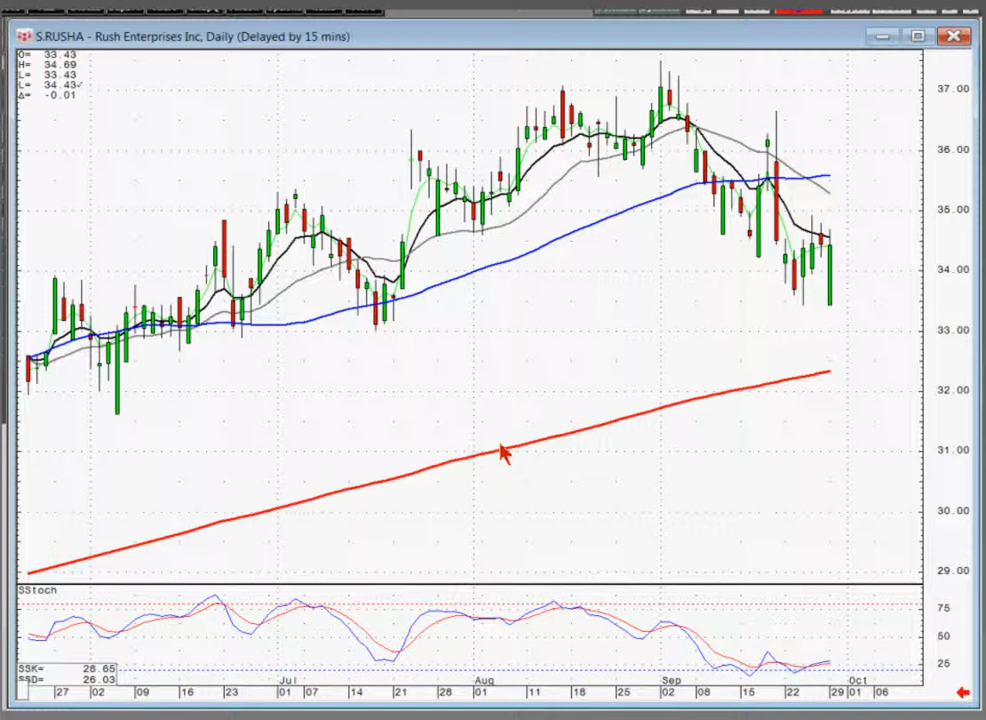 S.RUSHA - Rush Enterprises Inc, Daily (Delayed by 15 mins)
O= 33.43
H= 34.69
L= 33.43
L= 34.43
Δ= -0.01
37.00
36.00
35.00
34.00
33.00
32.00
31.00
30.00
29.00
SStoch
75
50
25
SSK= 28.65
SSD= 26.03
Jul Aug Sep Oct
27 02 09 16 23 01 07 14 21 28 01 11 18 25 02 08 15 22 29 01 06